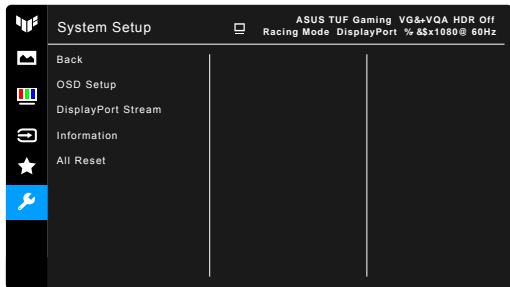 System Setup
ASUS TUF Gaming VG&+VQA HDR Off
Racing Mode DisplayPort % &$x1080@ 60Hz
Back
OSD Setup
DisplayPort Stream
Information
All Reset